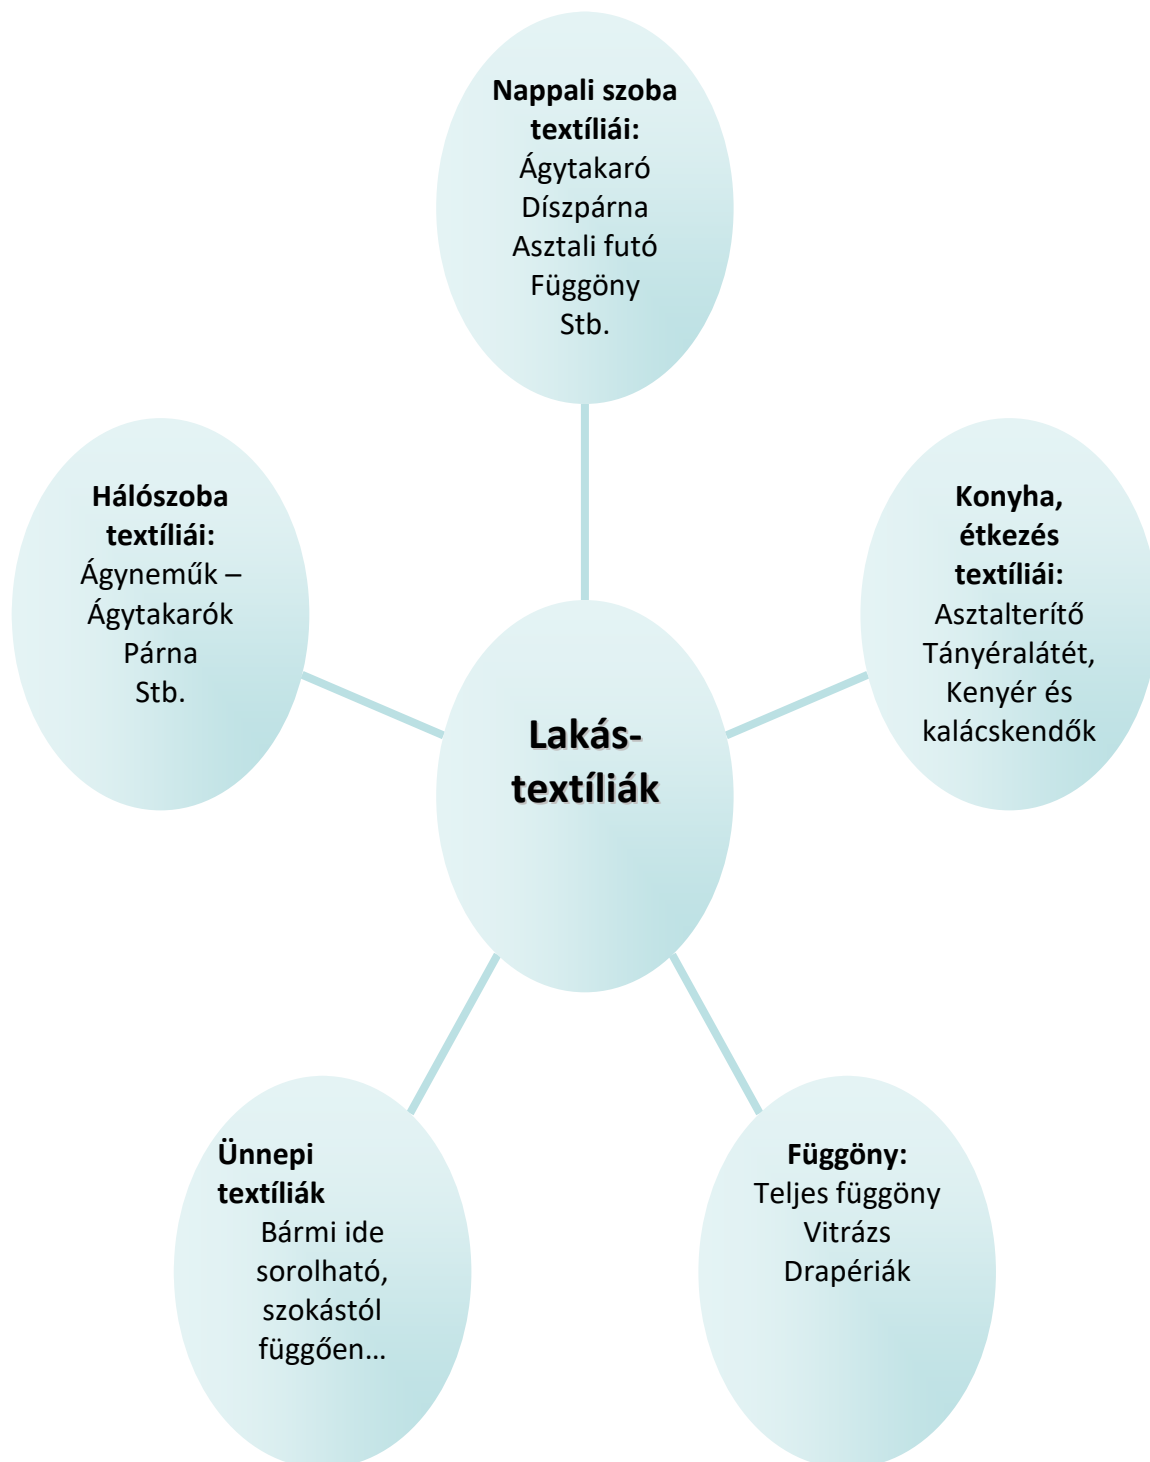 Nappali szoba
textíliái:
Ágytakaró
Díszpárna
Asztali futó
Függöny
Stb.
Hálószoba
textíliái:
Ágyneműk –
Ágytakarók
Párna
Stb.
Konyha,
étkezés
textíliái:
Asztalterítő
Tányéralátét,
Kenyér és
kalácskendők
Lakás-
textíliák
Ünnepi
textíliák
Bármi ide
sorolható,
szokástól
függően…
Függöny:
Teljes függöny
Vitrázs
Drapériák